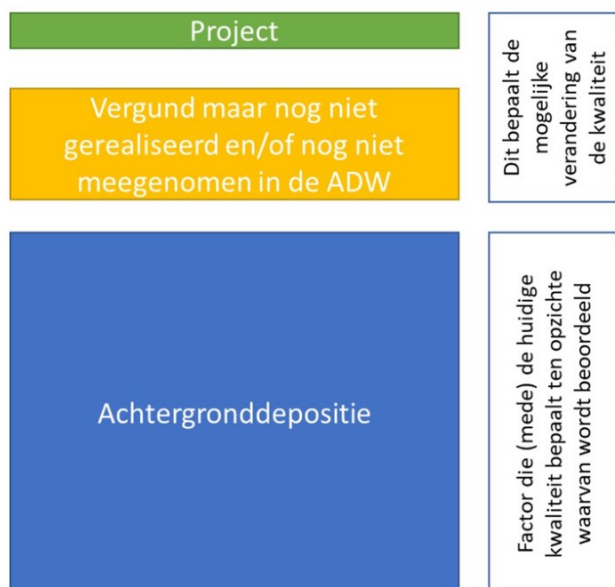 Project
Vergund maar nog niet
gerealiseerd en/of nog niet
meegenomen in de ADW
Dit bepaalt de
mogelijke
verandering van
de kwaliteit
Achtergronddepositie
Factor die (mede) de huidige
kwaliteit bepaalt ten opzichte
waarvan wordt beoordeeld